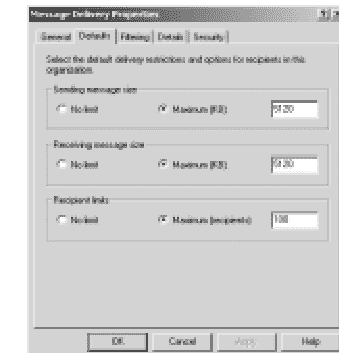 Message Delivery Properties
General Defaults Filtering Details Security
Select the default delivery restrictions and options for recipients in this
organization.
Sending message size
No limit Maximum (KB): 5120
Receiving message size
No limit Maximum (KB): 5120
Recipient limits
No limit Maximum (recipients): 100
OK Cancel Apply Help